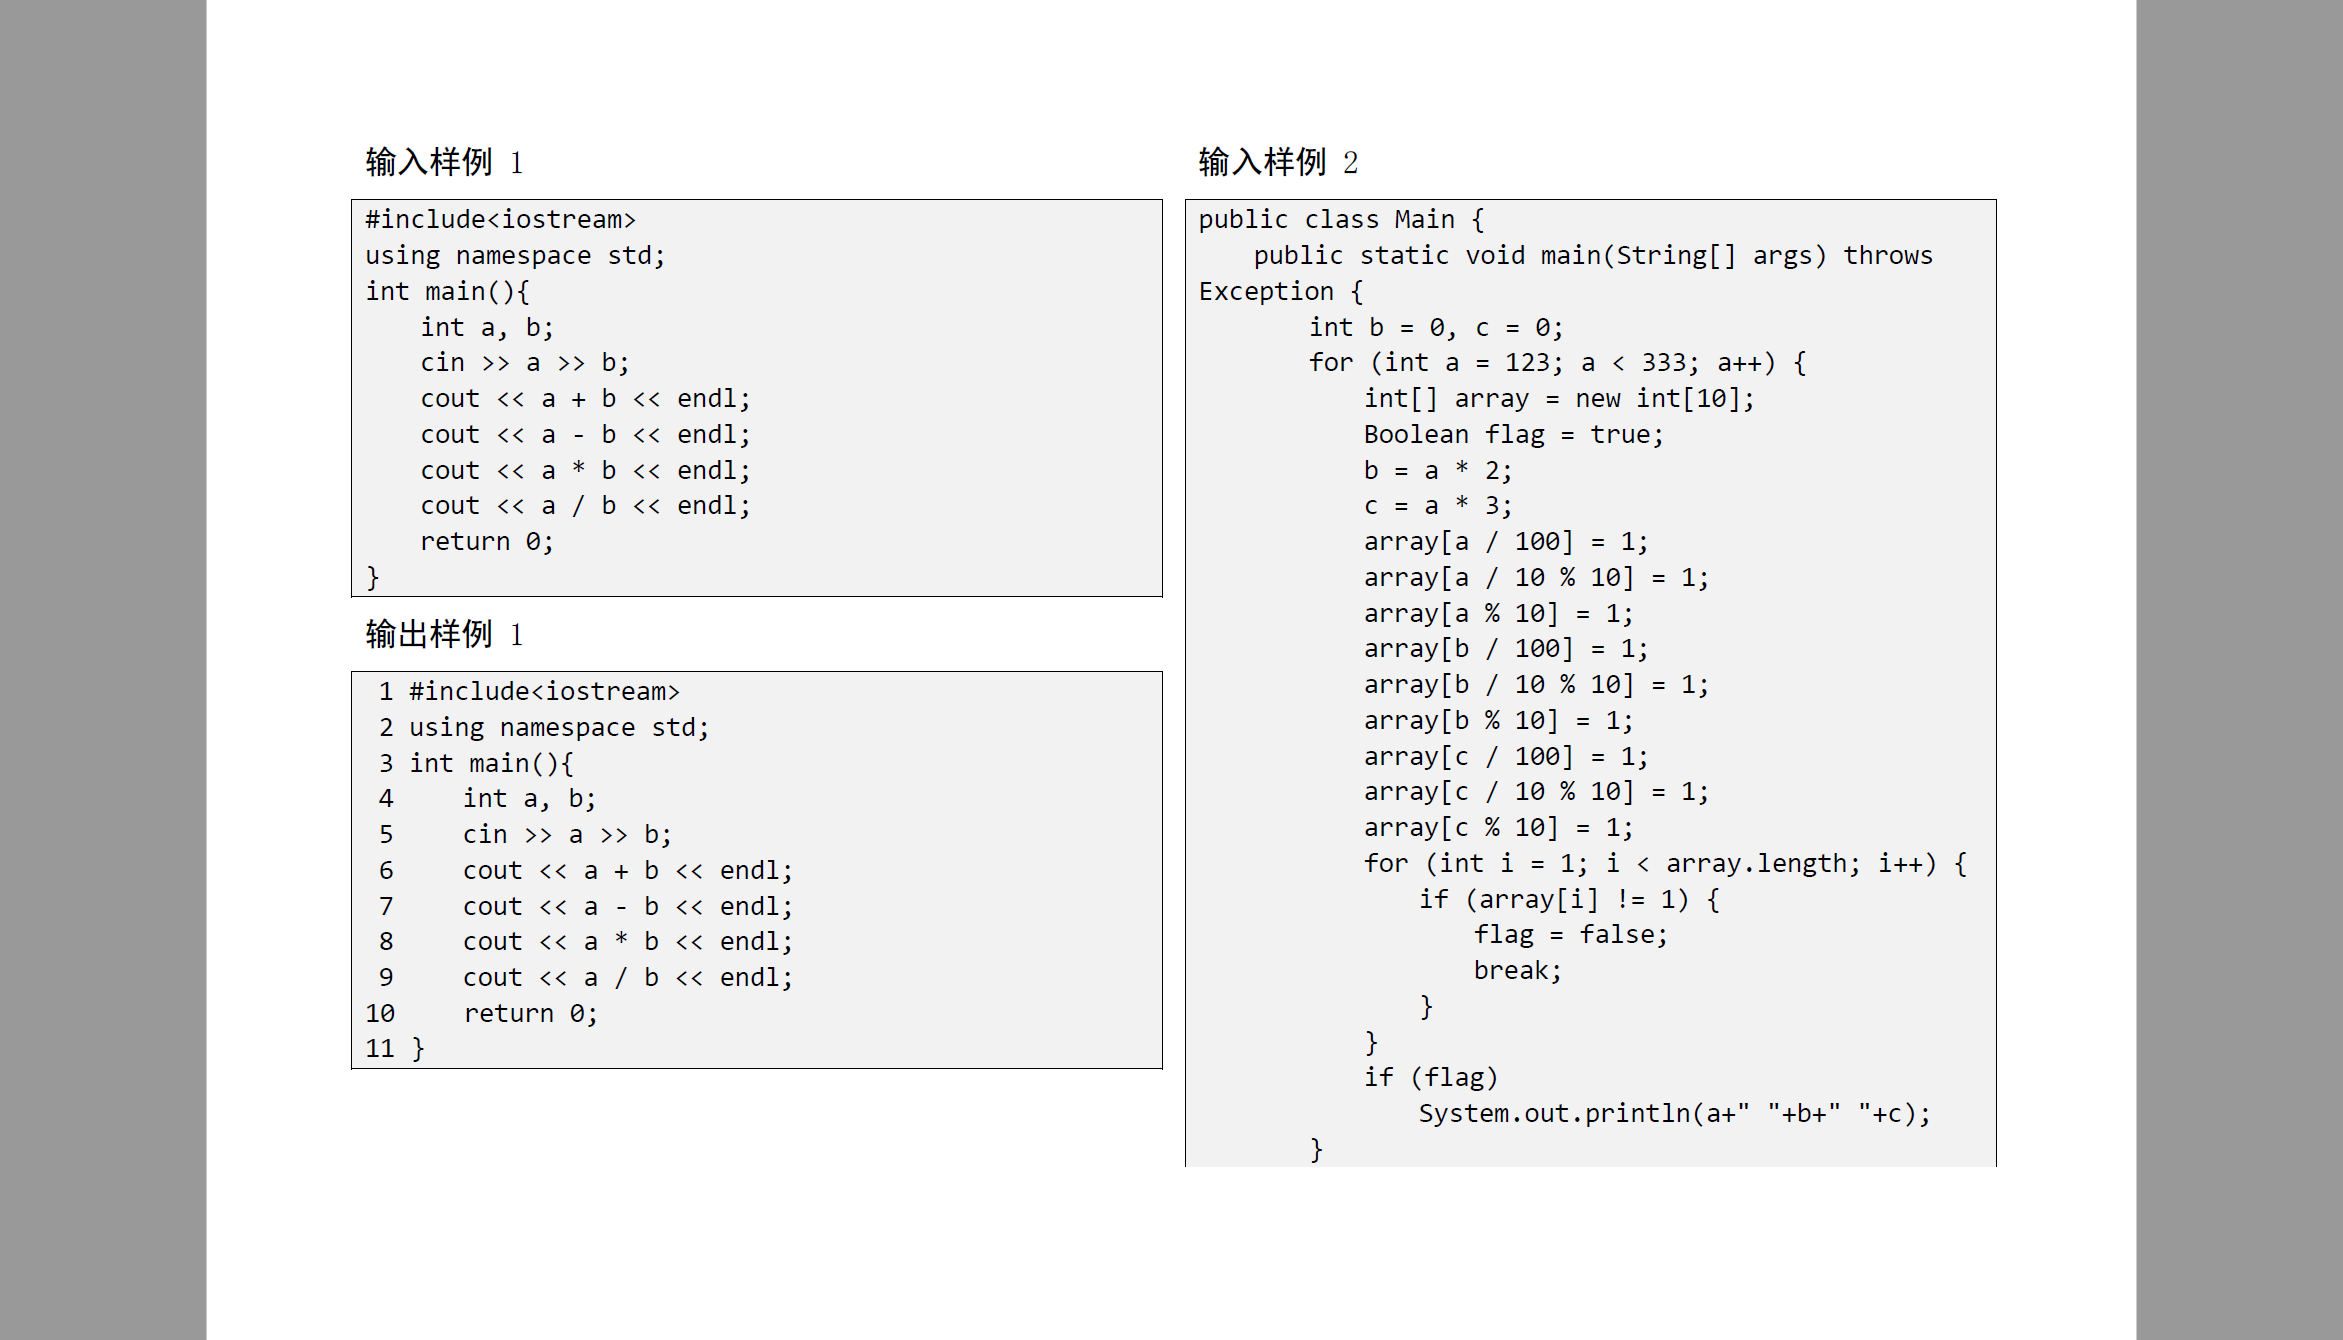 输入样例 1
#include<iostream>
using namespace std;
int main(){
    int a, b;
    cin >> a >> b;
    cout << a + b << endl;
    cout << a - b << endl;
    cout << a * b << endl;
    cout << a / b << endl;
    return 0;
}
输出样例 1
 1 #include<iostream>
 2 using namespace std;
 3 int main(){
 4     int a, b;
 5     cin >> a >> b;
 6     cout << a + b << endl;
 7     cout << a - b << endl;
 8     cout << a * b << endl;
 9     cout << a / b << endl;
10     return 0;
11 }
输入样例 2
public class Main {
    public static void main(String[] args) throws
Exception {
        int b = 0, c = 0;
        for (int a = 123; a < 333; a++) {
            int[] array = new int[10];
            Boolean flag = true;
            b = a * 2;
            c = a * 3;
            array[a / 100] = 1;
            array[a / 10 % 10] = 1;
            array[a % 10] = 1;
            array[b / 100] = 1;
            array[b / 10 % 10] = 1;
            array[b % 10] = 1;
            array[c / 100] = 1;
            array[c / 10 % 10] = 1;
            array[c % 10] = 1;
            for (int i = 1; i < array.length; i++) {
                if (array[i] != 1) {
                    flag = false;
                    break;
                }
            }
            if (flag)
                System.out.println(a+" "+b+" "+c);
        }